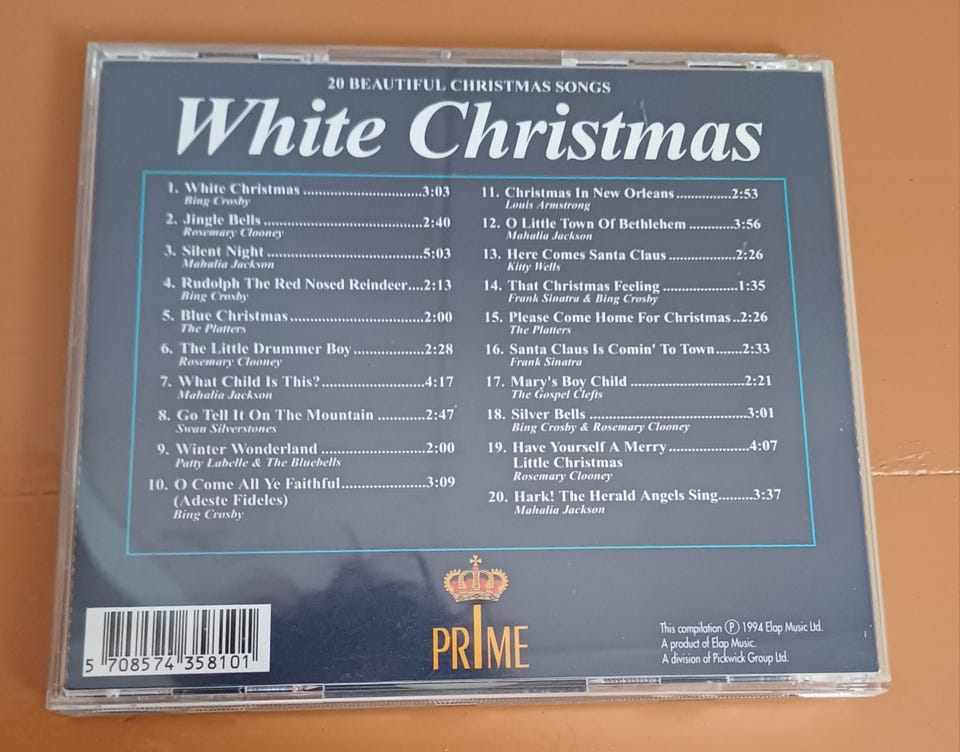 20 BEAUTIFUL CHRISTMAS SONGS
White Christmas
1. White Christmas ..........................3:03
Bing Crosby
2. Jingle Bells....................................2:40
Rosemary Clooney
3. Silent Night ...................................5:03
Mahalia Jackson
4. Rudolph The Red Nosed Reindeer....2:13
Bing Crosby
5. Blue Christmas..............................2:00
The Platters
6. The Little Drummer Boy................2:28
Rosemary Clooney
7. What Child Is This?.......................4:17
Mahalia Jackson
8. Go Tell It On The Mountain ...........2:47
Swan Silverstones
9. Winter Wonderland ........................2:00
Patty Labelle & The Bluebells
10. O Come All Ye Faithful...................3:09
(Adeste Fideles)
Bing Crosby
11. Christmas In New Orleans .............2:53
Louis Armstrong
12. O Little Town Of Bethlehem ..........3:56
Mahalia Jackson
13. Here Comes Santa Claus...............2:26
Kitty Wells
14. That Christmas Feeling .................1:35
Frank Sinatra & Bing Crosby
15. Please Come Home For Christmas..2:26
The Platters
16. Santa Claus Is Comin' To Town......2:33
Frank Sinatra
17. Mary's Boy Child .........................2:21
The Gospel Clefts
18. Silver Bells ...................................3:01
Bing Crosby & Rosemary Clooney
19. Have Yourself A Merry..................4:07
Little Christmas
Rosemary Clooney
20. Hark! The Herald Angels Sing........3:37
Mahalia Jackson
PRIME
This compilation ℗ 1994 Elap Music Ltd.
A product of Elap Music.
A division of Pickwick Group Ltd.
5 708574 358101